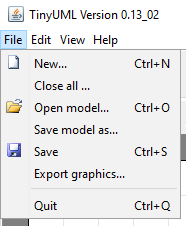 TinyUML Version 0.13_02
File Edit View Help
New... Ctrl+N
Close all ...
Open model... Ctrl+O
Save model as...
Save Ctrl+S
Export graphics...
Quit Ctrl+Q